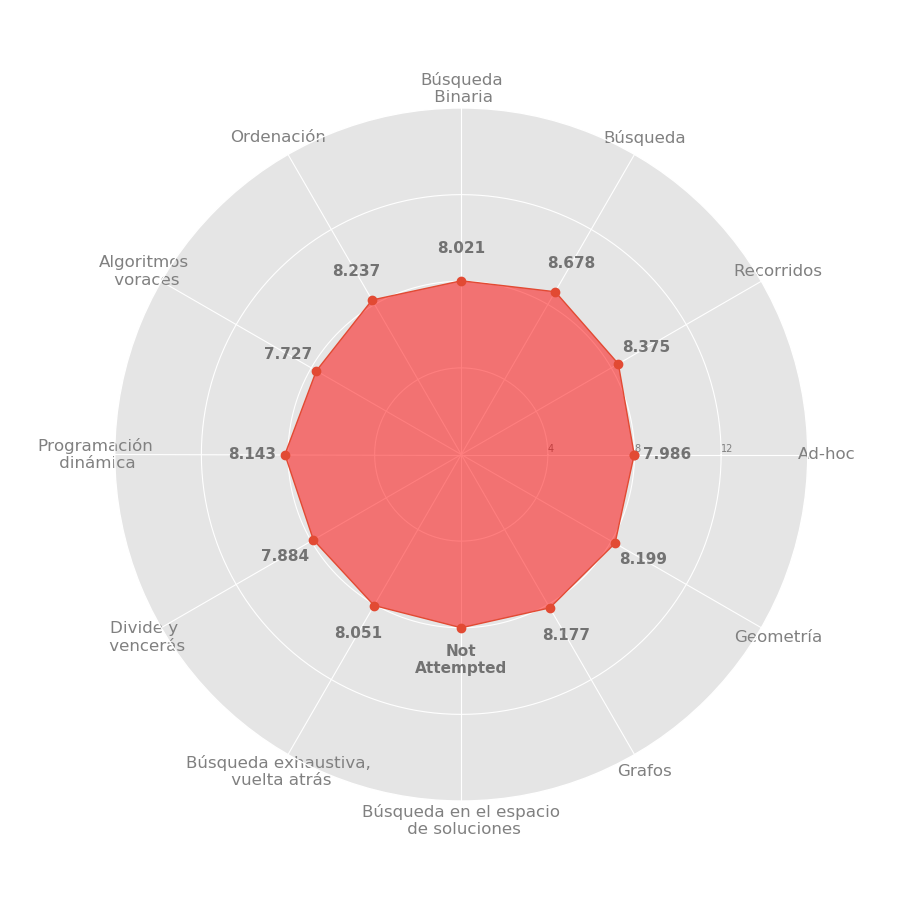 Búsqueda
Binaria
Ordenación
Búsqueda
8.021
8.237
8.678
Algoritmos
voraces
Recorridos
7.727
8.375
Programación
dinámica
8.143
4
8
12
7.986
Ad-hoc
7.884
8.199
Divide y
vencerás
8.051
Not
Attempted
8.177
Geometría
Búsqueda exhaustiva,
vuelta atrás
Grafos
Búsqueda en el espacio
de soluciones